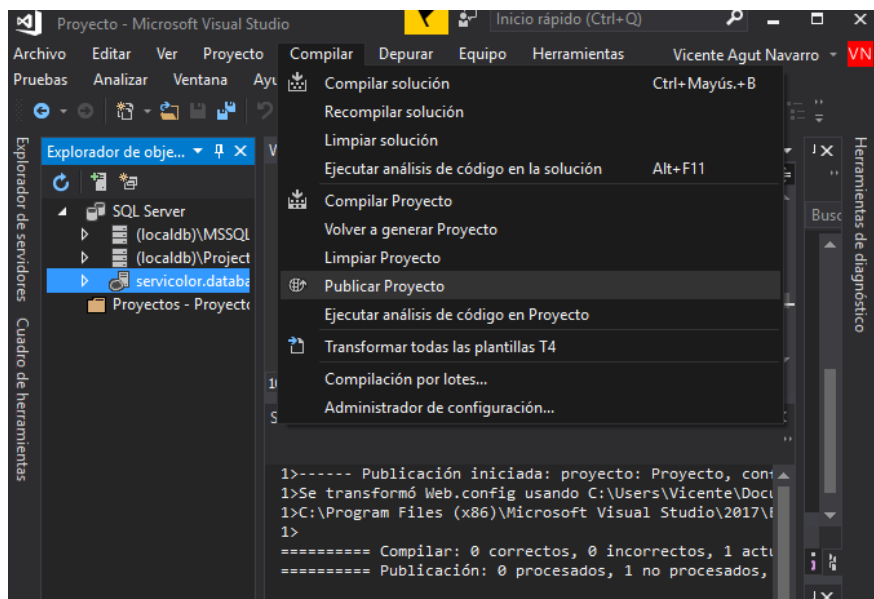 Proyecto - Microsoft Visual Studio
Inicio rápido (Ctrl+Q)
Archivo Editar Ver Proyecto Compilar Depurar Equipo Herramientas Vicente Agut Navarro VN
Pruebas Analizar Ventana Ayu
Compilar solución Ctrl+Mayús.+B
Recompilar solución
Limpiar solución
Ejecutar análisis de código en la solución Alt+F11
Compilar Proyecto
Volver a generar Proyecto
Limpiar Proyecto
Publicar Proyecto
Ejecutar análisis de código en Proyecto
Transformar todas las plantillas T4
Compilación por lotes...
Administrador de configuración...
Explorador de servidores
Cuadro de herramientas
Explorador de obje...
SQL Server
(localdb)\MSSQL
(localdb)\Project
servicolor.databa
Proyectos - Proyecto
Busc
Herramientas de diagnóstico
1>------ Publicación iniciada: proyecto: Proyecto, conf
1>Se transformó Web.config usando C:\Users\Vicente\Docu
1>C:\Program Files (x86)\Microsoft Visual Studio\2017\
1>
========== Compilar: 0 correctos, 0 incorrectos, 1 actu
========== Publicación: 0 procesados, 1 no procesados,